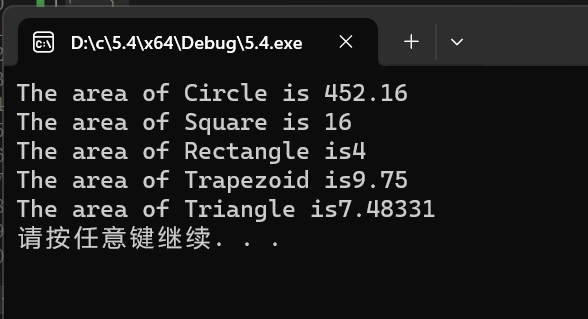 D:\c\5.4\x64\Debug\5.4.exe
The area of Circle is 452.16
The area of Square is 16
The area of Rectangle is4
The area of Trapezoid is9.75
The area of Triangle is7.48331
请按任意键继续. . .